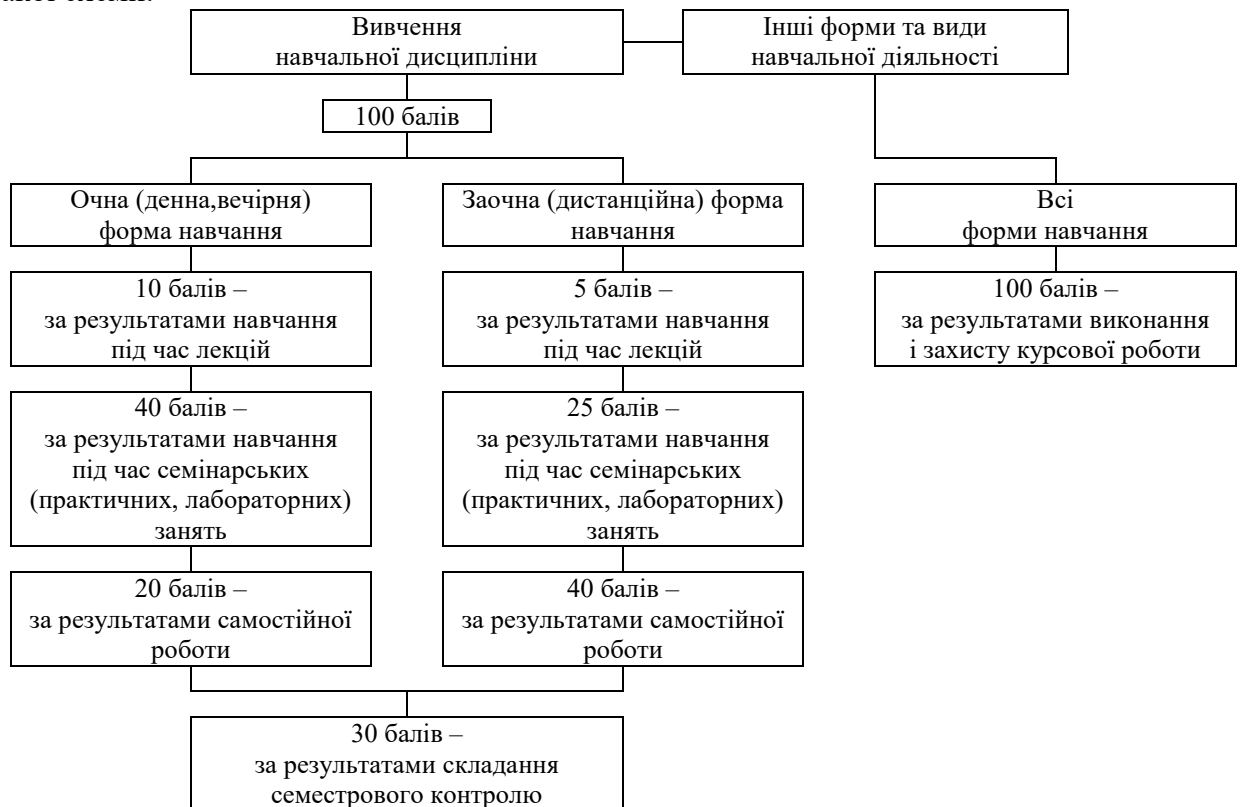 Вивчення
навчальної дисципліни
Інші форми та види
навчальної діяльності
100 балів
Очна (денна,вечірня)
форма навчання
Заочна (дистанційна) форма
навчання
Всі
форми навчання
10 балів –
за результатами навчання
під час лекцій
5 балів –
за результатами навчання
під час лекцій
100 балів –
за результатами виконання
і захисту курсової роботи
40 балів –
за результатами навчання
під час семінарських
(практичних, лабораторних)
занять
25 балів –
за результатами навчання
під час семінарських
(практичних, лабораторних)
занять
20 балів –
за результатами самостійної
роботи
40 балів –
за результатами самостійної
роботи
30 балів –
за результатами складання
семестрового контролю